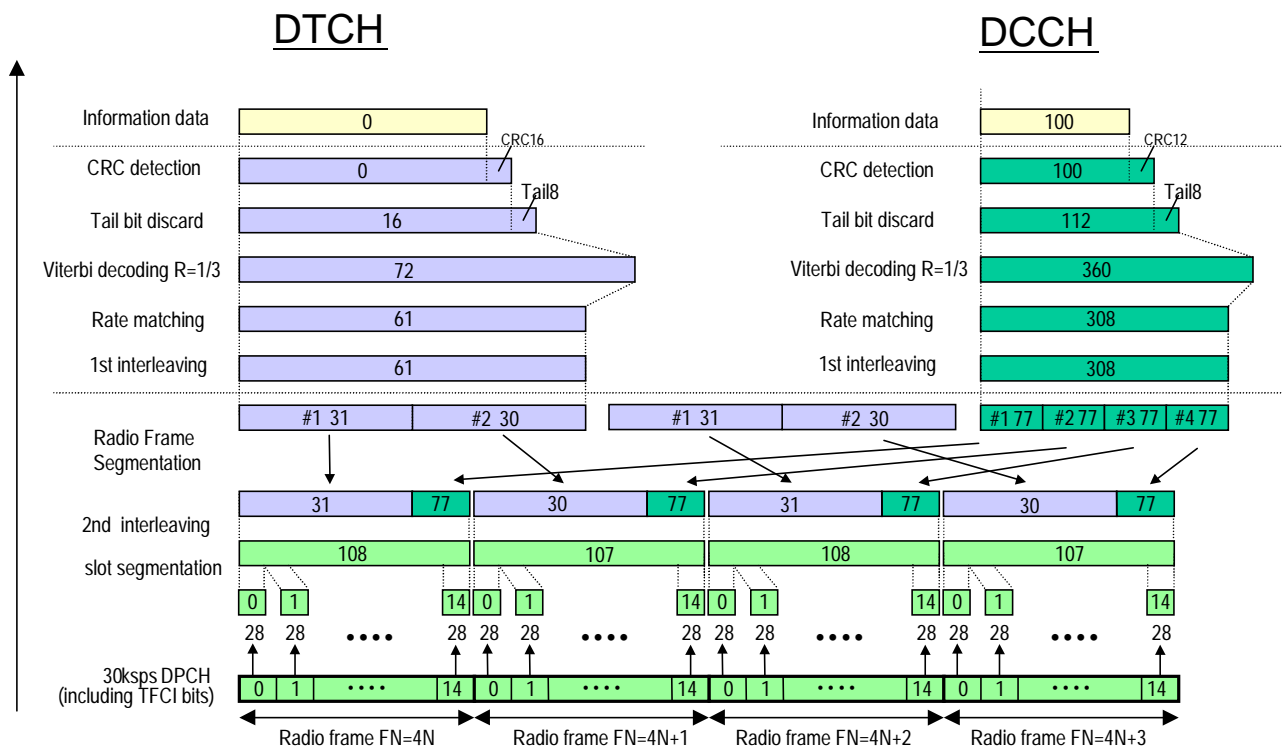 DTCH DCCH
Information data 0 Information data 100
CRC16 CRC12
CRC detection 0 CRC detection 100
Tail8 Tail8
Tail bit discard 16 Tail bit discard 112
Viterbi decoding R=1/3 72 Viterbi decoding R=1/3 360
Rate matching 61 Rate matching 308
1st interleaving 61 1st interleaving 308
#1 31 #2 30 #1 31 #2 30 #1 77 #2 77 #3 77 #4 77
Radio Frame
Segmentation
31 77 30 77 31 77 30 77
2nd interleaving
108 107 108 107
slot segmentation
0 1 14 0 1 14 0 1 14 0 1 14
28 28 •••• 28 28 28 •••• 28 28 28 •••• 28 28 28 •••• 28
30ksps DPCH
(including TFCI bits)
0 1 •••• 14 0 1 •••• 14 0 1 •••• 14 0 1 •••• 14
Radio frame FN=4N Radio frame FN=4N+1 Radio frame FN=4N+2 Radio frame FN=4N+3